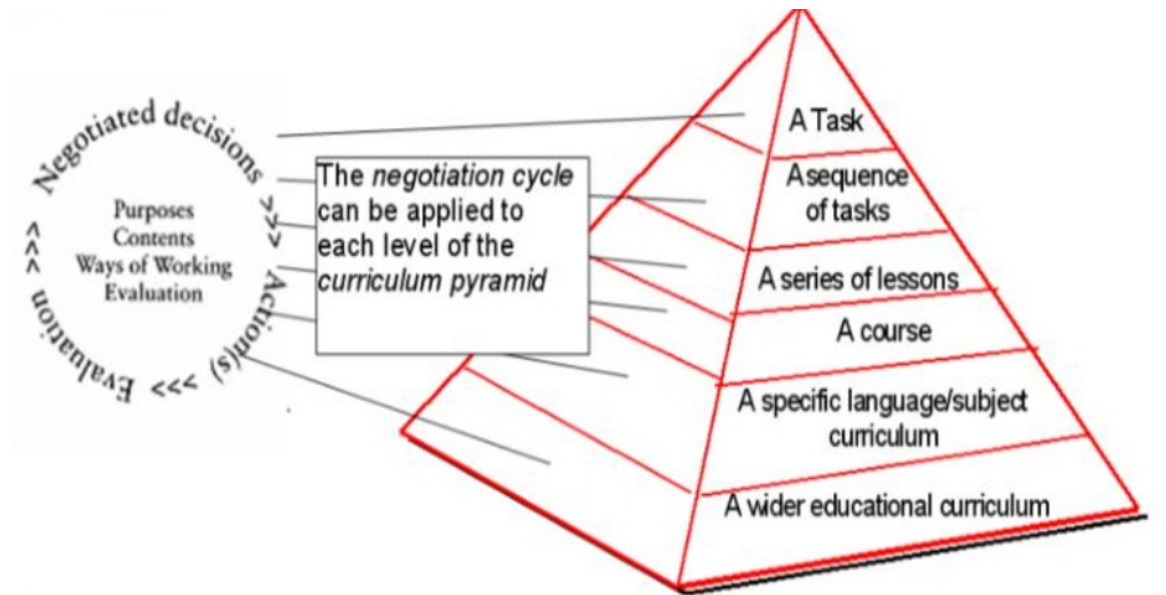 Negotiated decisions >>> Action(s) >>> Evaluation <<<
Purposes
Contents
Ways of Working
Evaluation
The negotiation cycle
can be applied to
each level of the
curriculum pyramid
A Task
A sequence
of tasks
A series of lessons
A course
A specific language/subject
curriculum
A wider educational curriculum